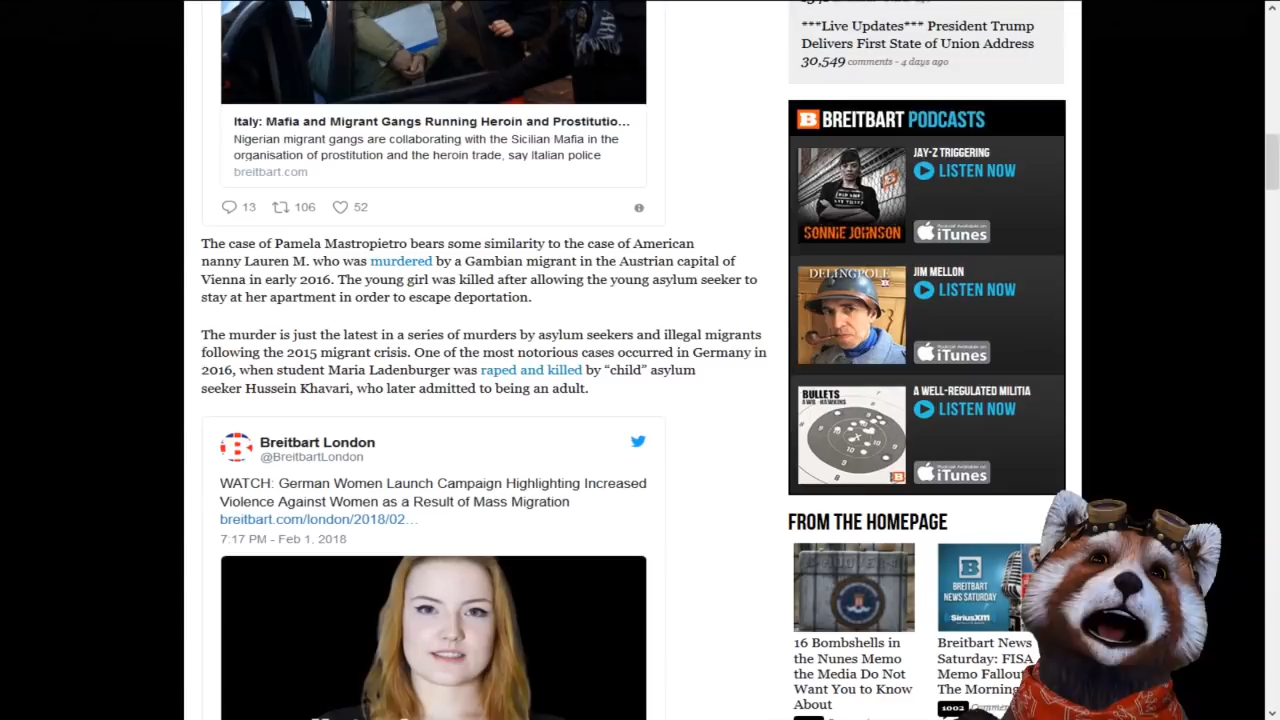 ***Live Updates*** President Trump
Delivers First State of Union Address
30,549 comments - 4 days ago
Italy: Mafia and Migrant Gangs Running Heroin and Prostitutio...
Nigerian migrant gangs are collaborating with the Sicilian Mafia in the
organisation of prostitution and the heroin trade, say Italian police
breitbart.com
13 106 52
The case of Pamela Mastropietro bears some similarity to the case of American
nanny Lauren M. who was murdered by a Gambian migrant in the Austrian capital of
Vienna in early 2016. The young girl was killed after allowing the young asylum seeker to
stay at her apartment in order to escape deportation.
The murder is just the latest in a series of murders by asylum seekers and illegal migrants
following the 2015 migrant crisis. One of the most notorious cases occurred in Germany in
2016, when student Maria Ladenburger was raped and killed by “child” asylum
seeker Hussein Khavari, who later admitted to being an adult.
Breitbart London
@BreitbartLondon
WATCH: German Women Launch Campaign Highlighting Increased
Violence Against Women as a Result of Mass Migration
breitbart.com/london/2018/02...
7:17 PM - Feb 1, 2018
B BREITBART PODCASTS
JAY-Z TRIGGERING
LISTEN NOW
SONNIE JOHNSON
iTunes
DELINGPOLE
JIM MELLON
LISTEN NOW
iTunes
BULLETS
A WELL-REGULATED MILITIA
LISTEN NOW
iTunes
FROM THE HOMEPAGE
BREITBART
NEWS SATURDAY
SiriusXM
16 Bombshells in
the Nunes Memo
the Media Do Not
Want You to Know
About
Breitbart News
Saturday: FISA
Memo Fallou
The Morning
1002